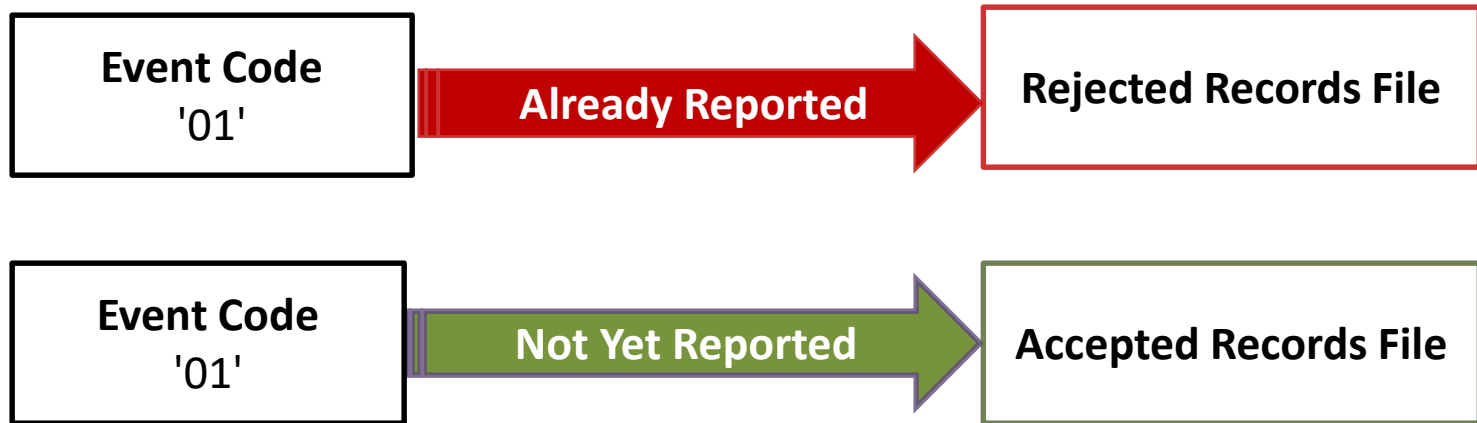 Event Code
'01'
Already Reported
Rejected Records File
Event Code
'01'
Not Yet Reported
Accepted Records File